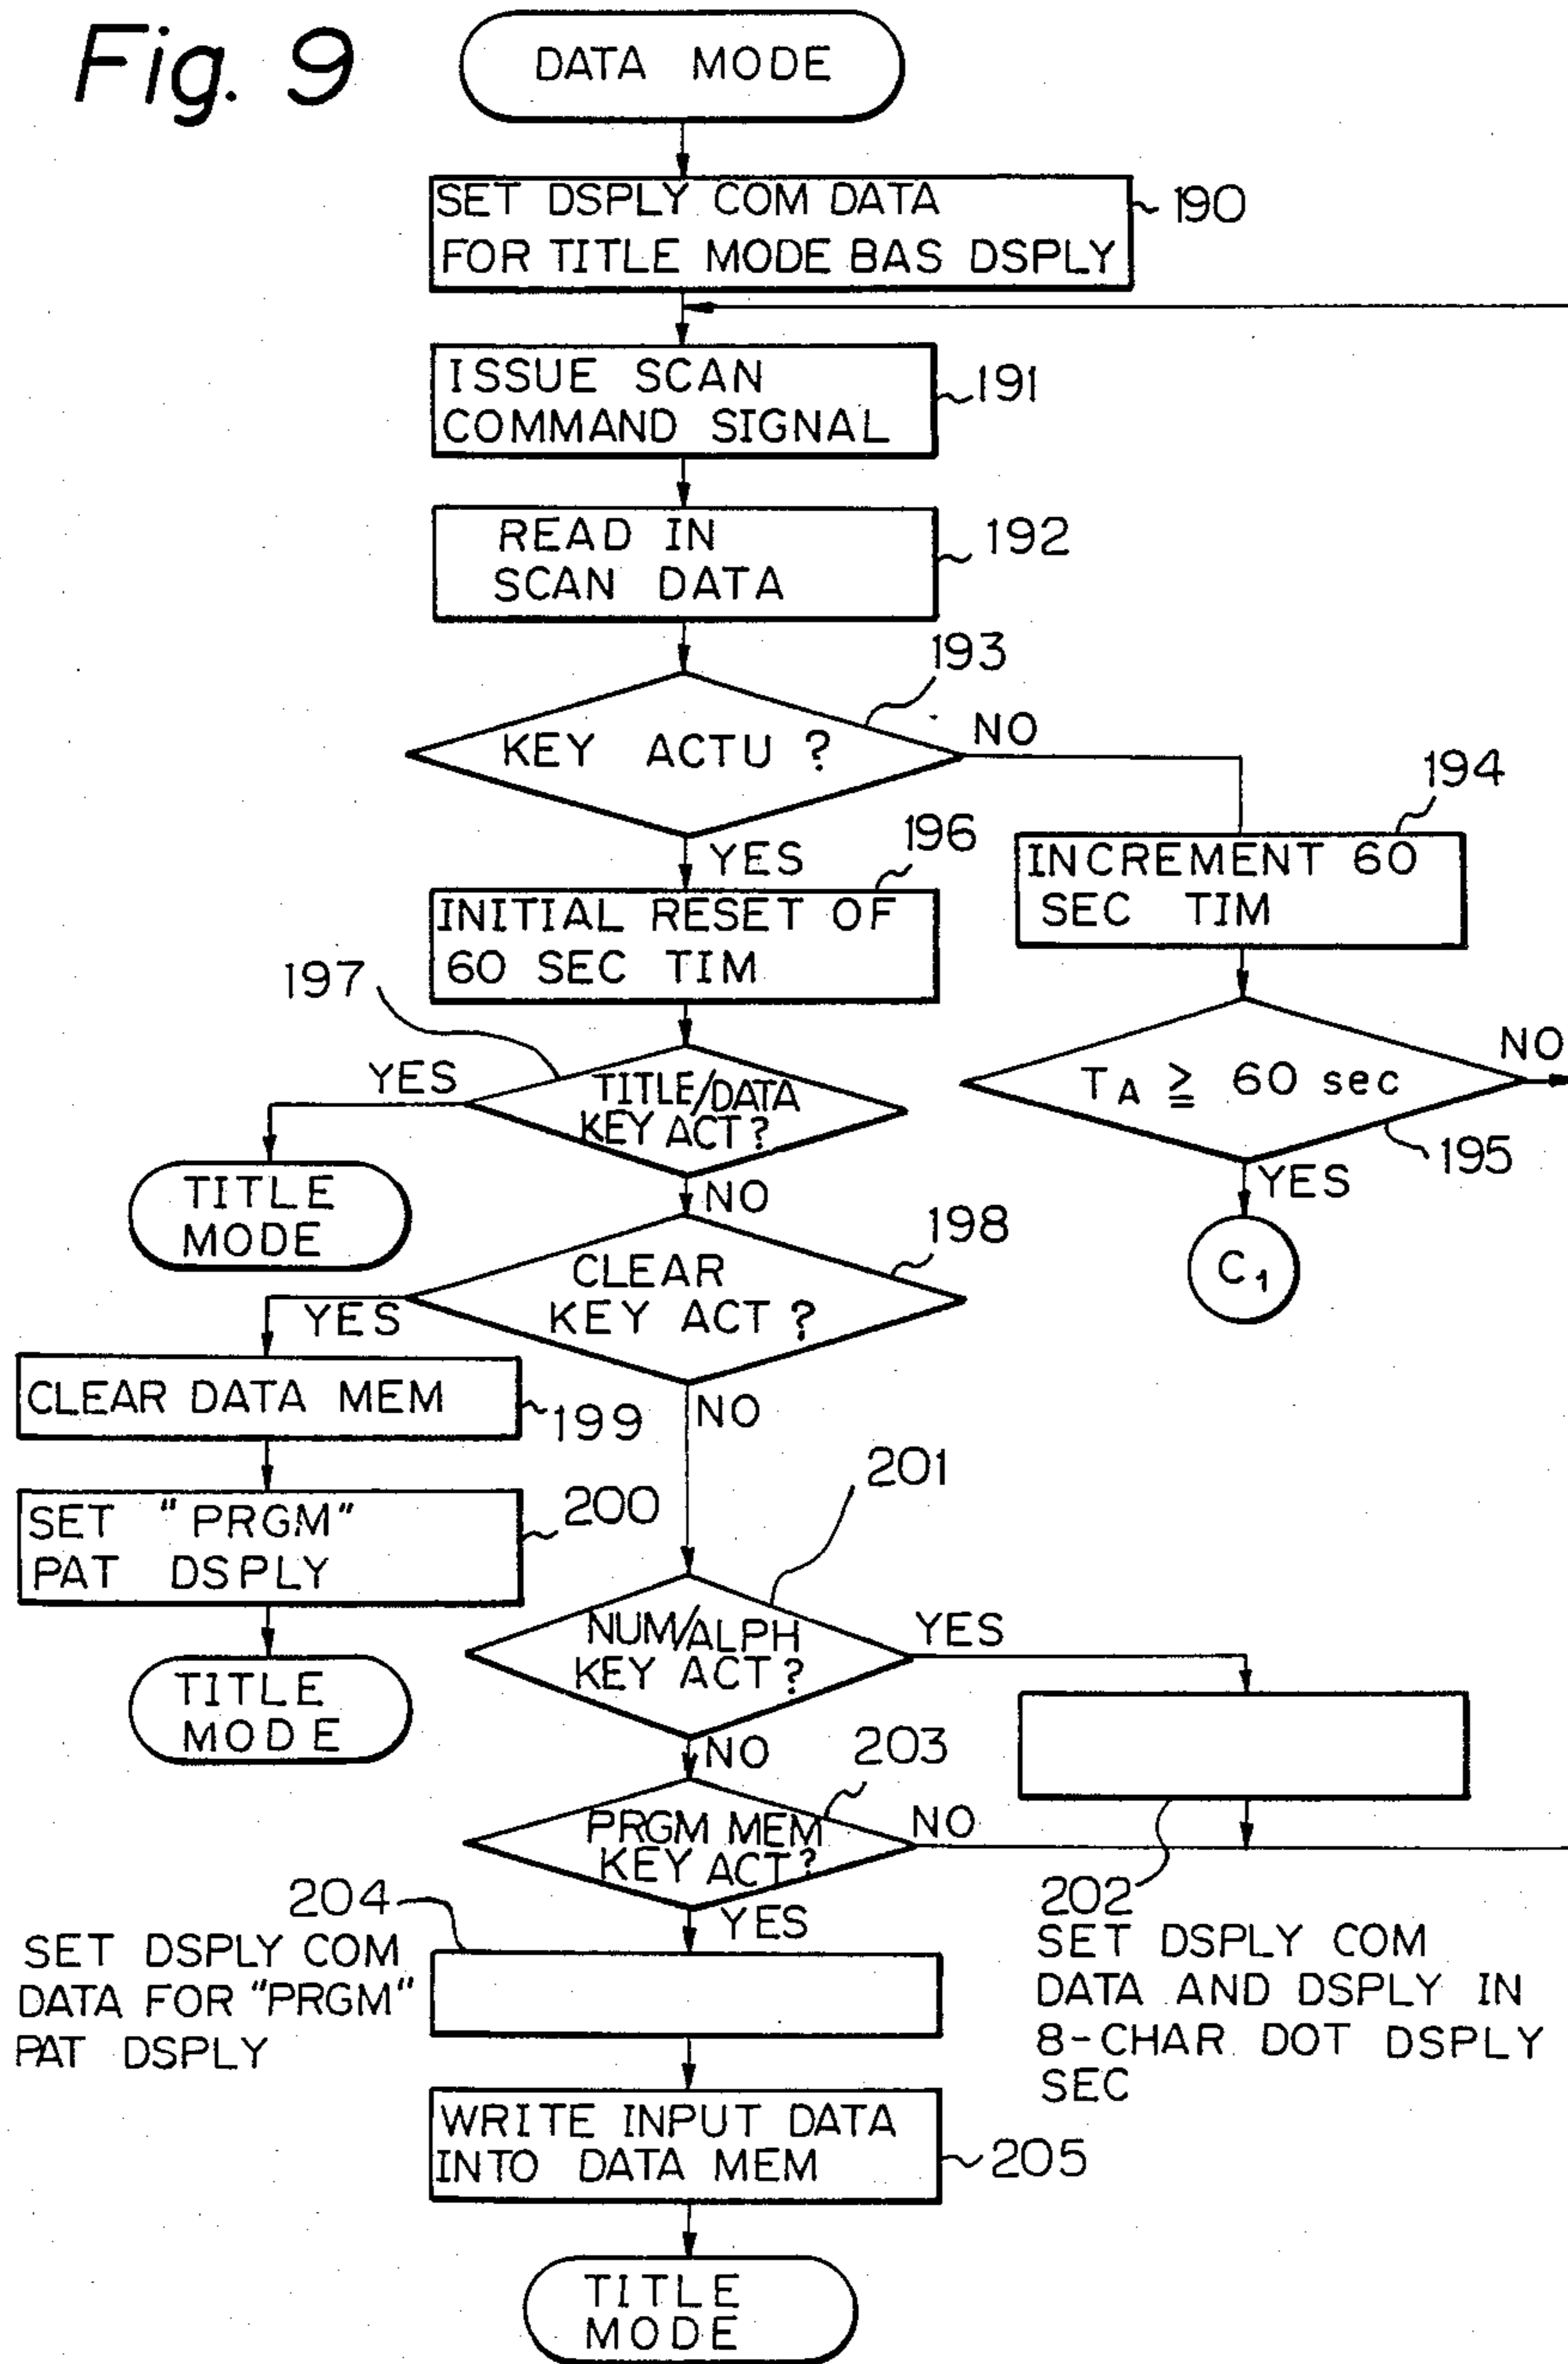 Fig. 9
DATA MODE
SET DSPLY COM DATA
FOR TITLE MODE BAS DSPLY
190
ISSUE SCAN
COMMAND SIGNAL
191
READ IN
SCAN DATA
192
193
KEY ACTU ?
NO
194
YES
196
INCREMENT 60
SEC TIM
INITIAL RESET OF
60 SEC TIM
197
YES
TITLE/DATA
KEY ACT?
NO
TA ≧ 60 sec
195
YES
C1
TITLE
MODE
NO
198
CLEAR
KEY ACT ?
YES
NO
CLEAR DATA MEM
199
SET "PRGM"
PAT DSPLY
200
TITLE
MODE
201
NUM/ALPH
KEY ACT?
YES
NO
203
PRGM MEM
KEY ACT?
NO
YES
202
SET DSPLY COM
DATA AND DSPLY IN
8-CHAR DOT DSPLY
SEC
204
SET DSPLY COM
DATA FOR "PRGM"
PAT DSPLY
WRITE INPUT DATA
INTO DATA MEM
205
TITLE
MODE